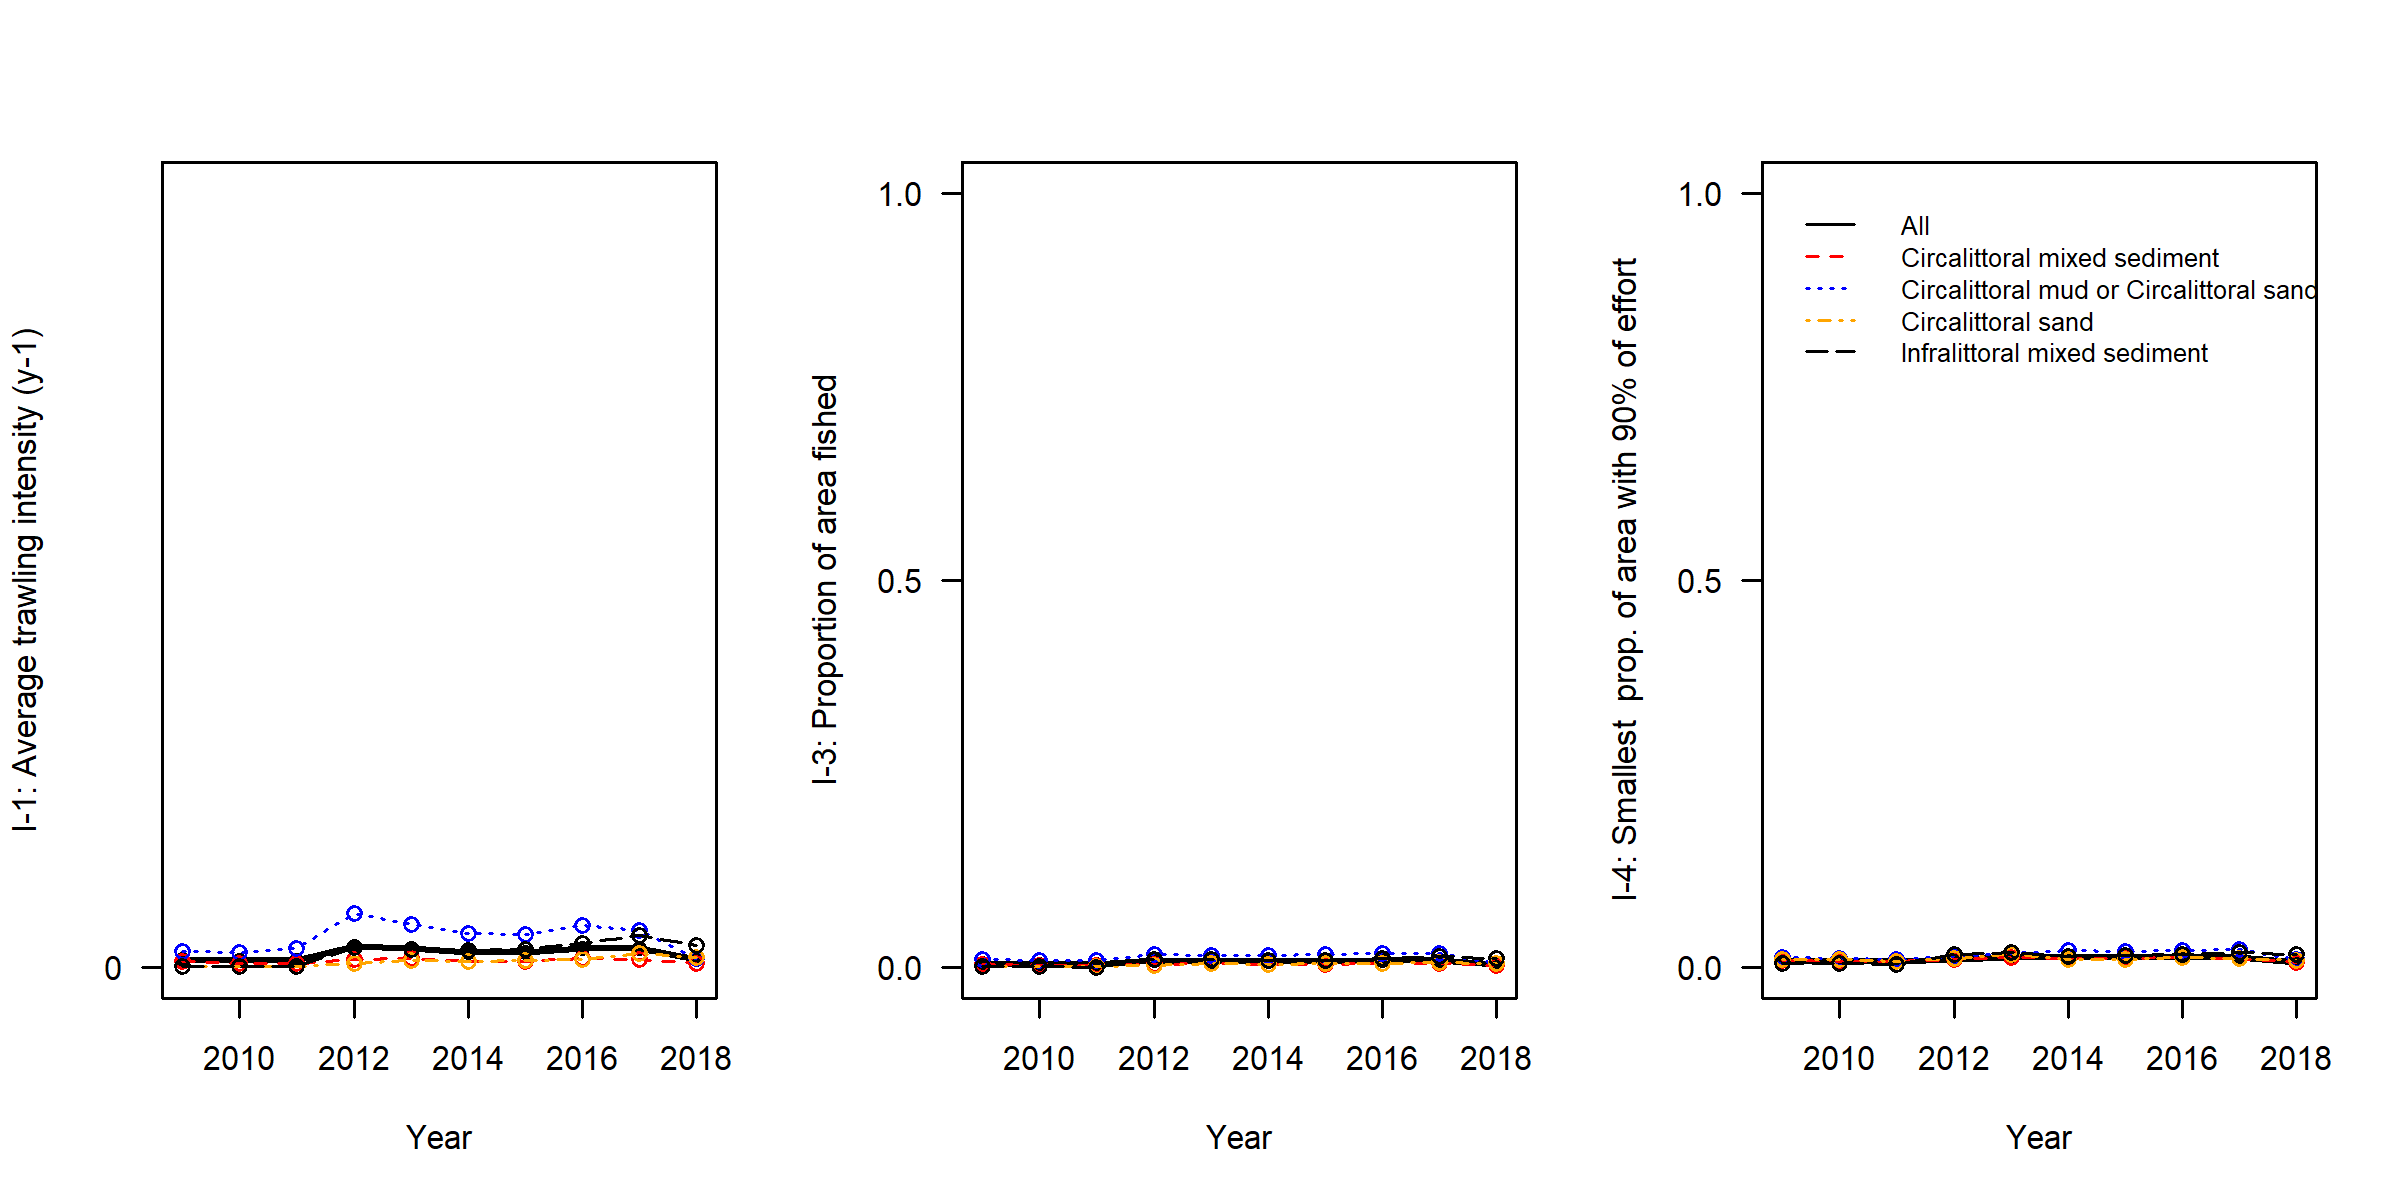 I-1: Average trawling intensity (y-1)
0
2010 2012 2014 2016 2018
Year
I-3: Proportion of area fished
1.0
0.5
0.0
2010 2012 2014 2016 2018
Year
I-4: Smallest prop. of area with 90% of effort
1.0
0.5
0.0
All
Circalittoral mixed sediment
Circalittoral mud or Circalittoral sand
Circalittoral sand
Infralittoral mixed sediment
2010 2012 2014 2016 2018
Year